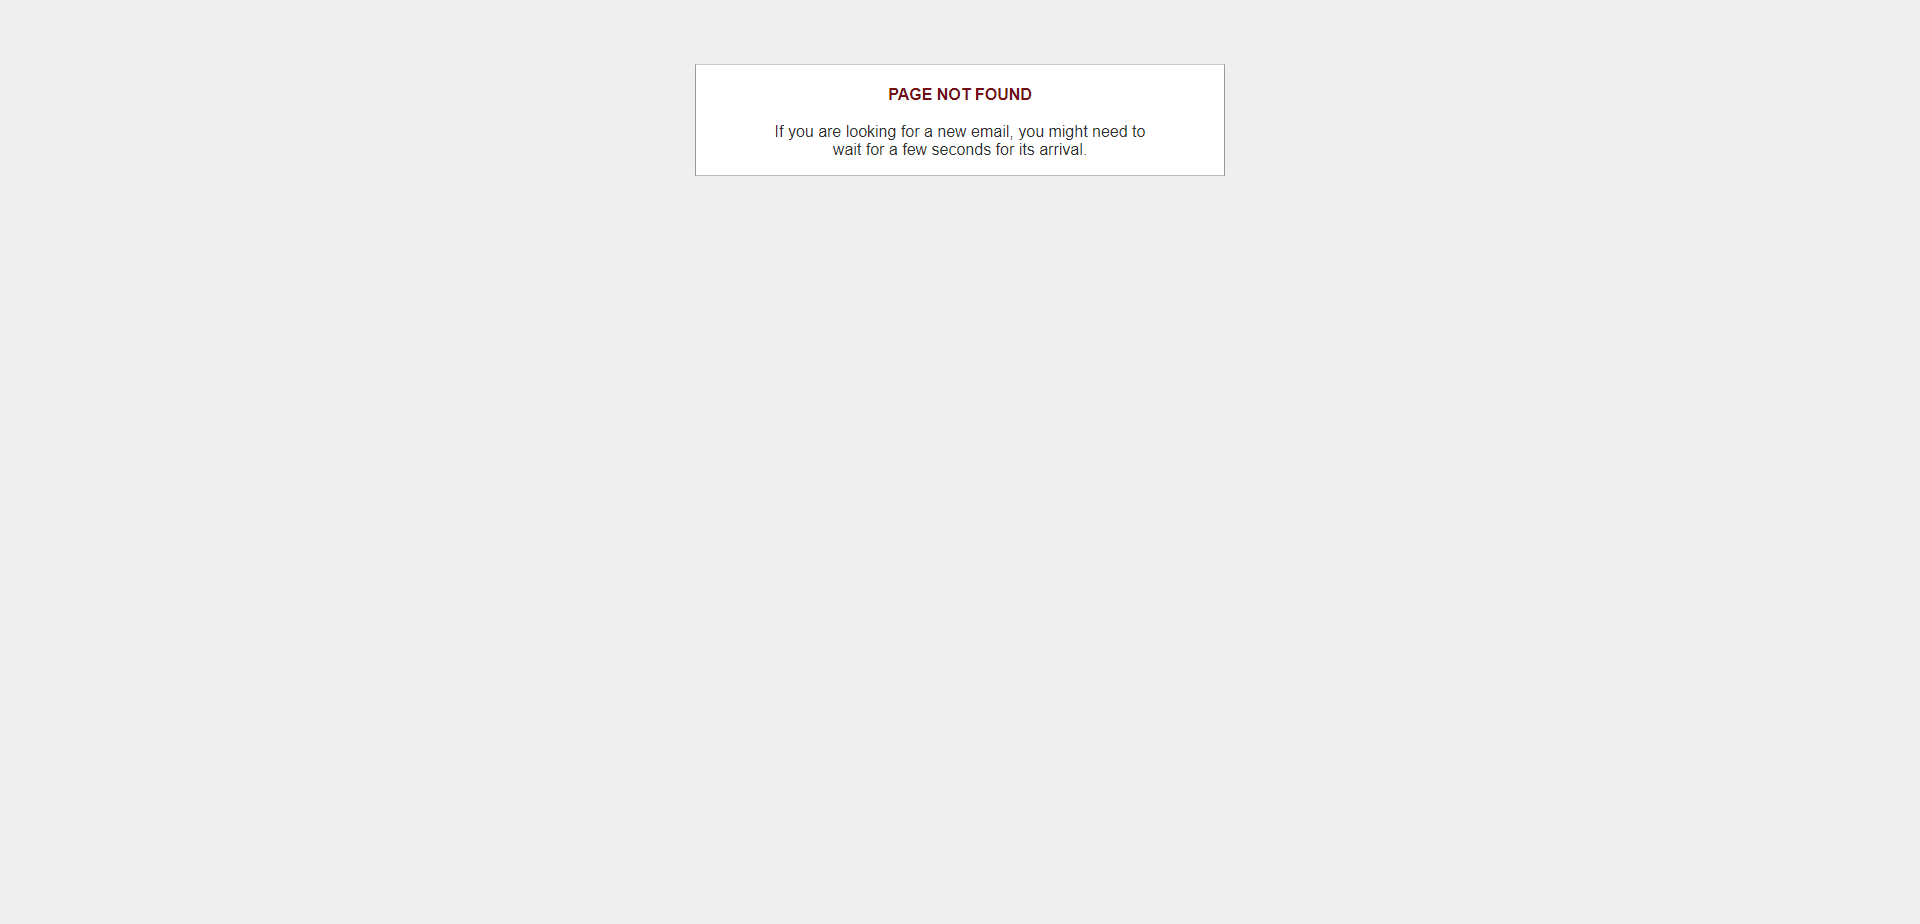 PAGE NOT FOUND
If you are looking for a new email, you might need to
wait for a few seconds for its arrival.